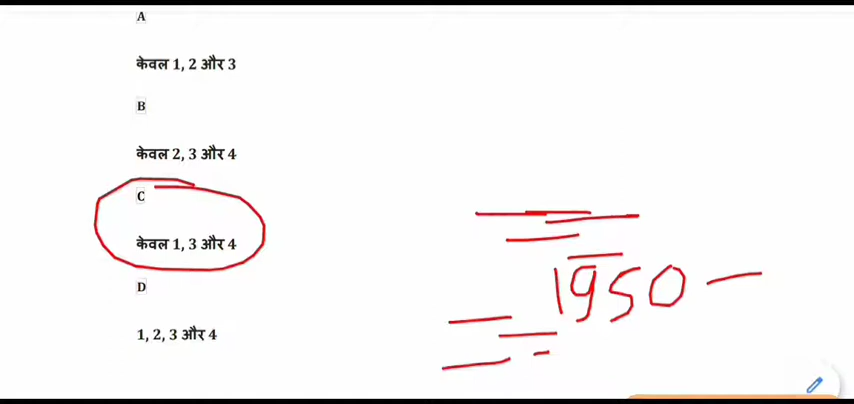 A
केवल 1, 2 और 3
B
केवल 2, 3 और 4
C
केवल 1, 3 और 4
D
1, 2, 3 और 4
1950 –